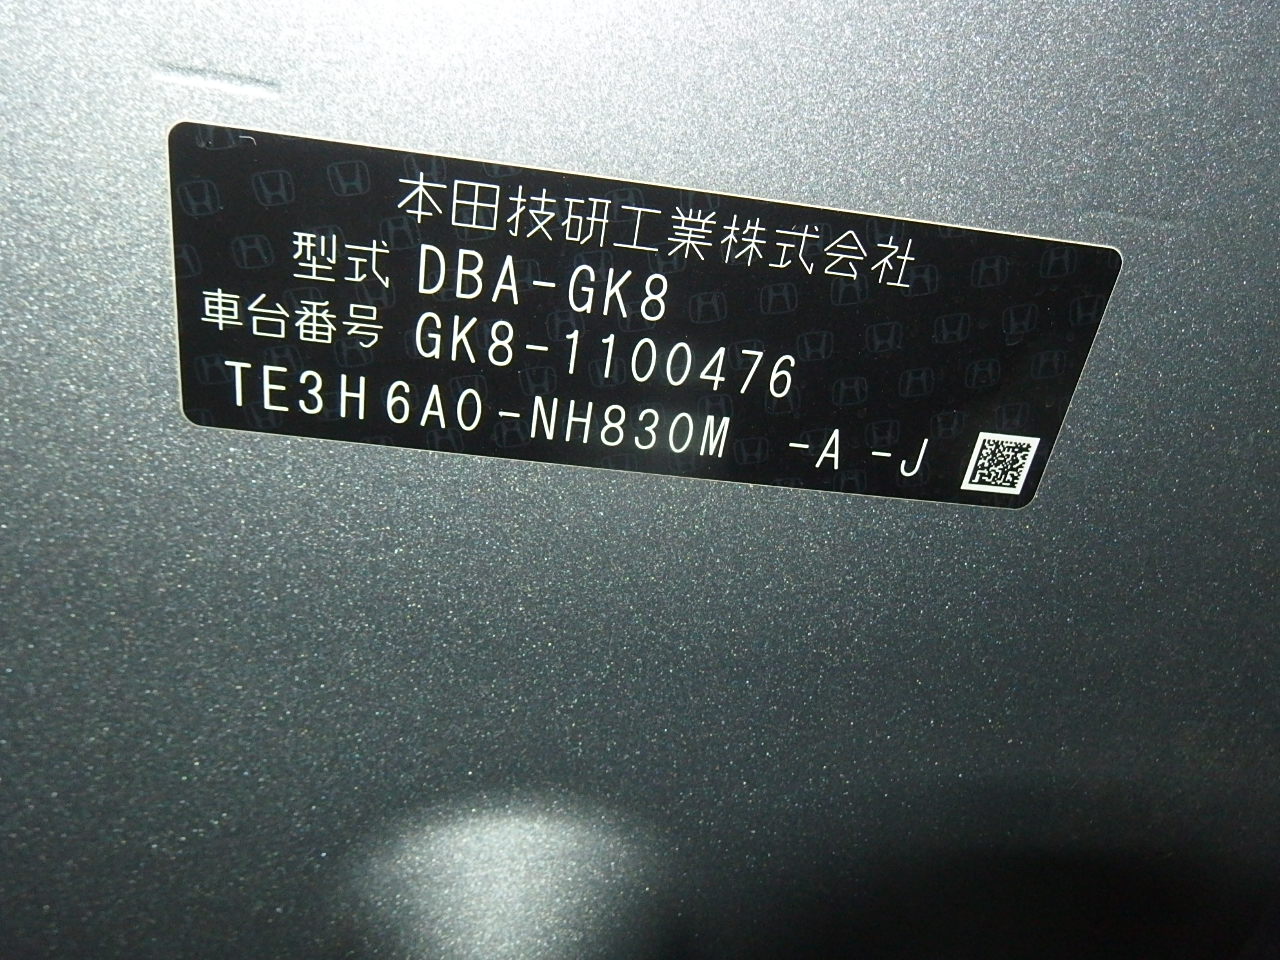 本田技研工業株式会社
型式 DBA-GK8
車台番号 GK8-1100476
TE3H6A0-NH830M -A -J